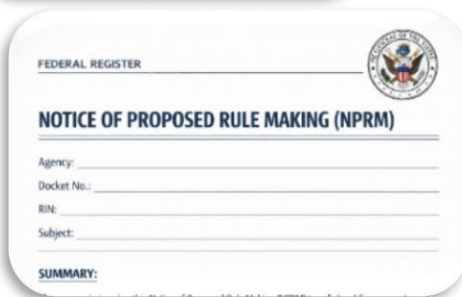 FEDERAL REGISTER
NOTICE OF PROPOSED RULE MAKING (NPRM)
Agency:
Docket No.:
RIN:
Subject:
SUMMARY: